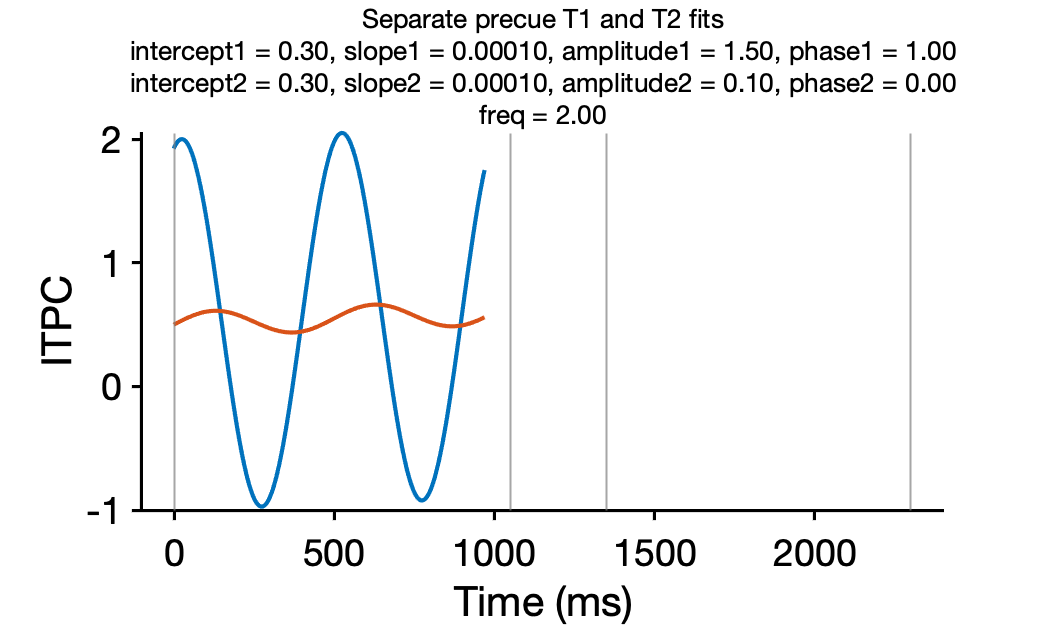 Separate precue T1 and T2 fits
intercept1 = 0.30, slope1 = 0.00010, amplitude1 = 1.50, phase1 = 1.00
intercept2 = 0.30, slope2 = 0.00010, amplitude2 = 0.10, phase2 = 0.00
freq = 2.00
2
1
0
-1
ITPC
0 500 1000 1500 2000
Time (ms)